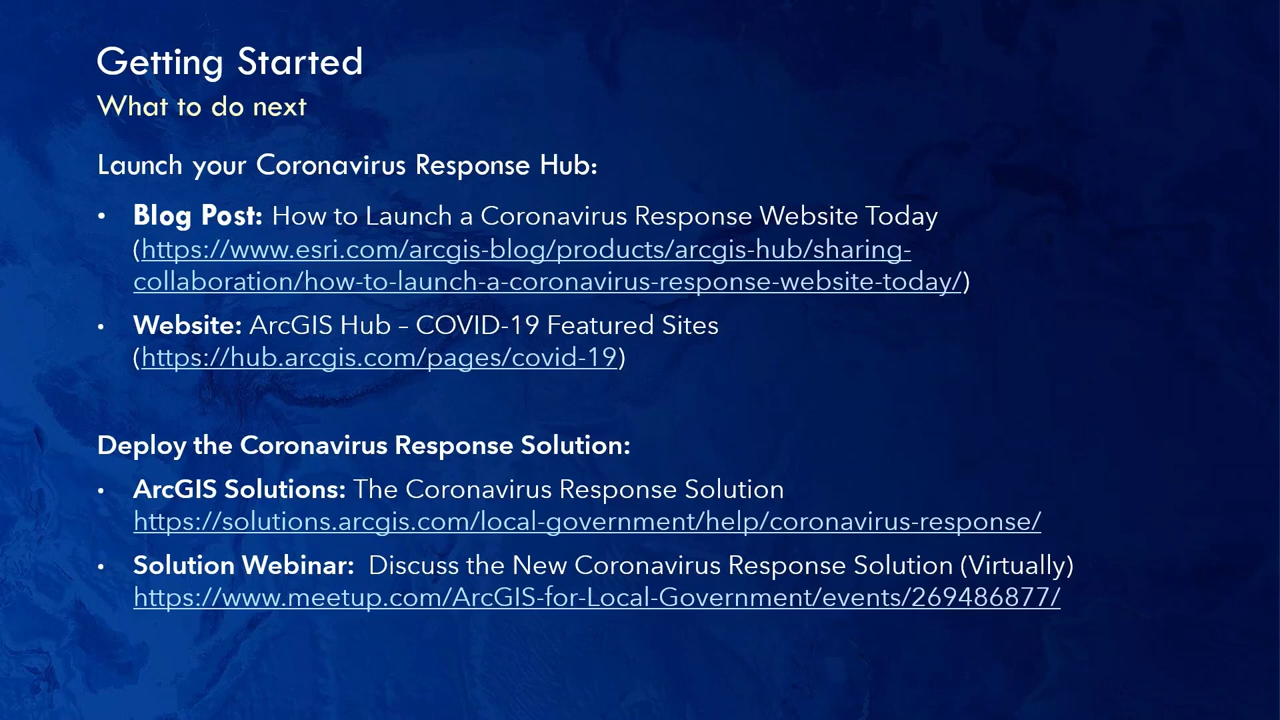 Getting Started
What to do next
Launch your Coronavirus Response Hub:
• Blog Post: How to Launch a Coronavirus Response Website Today
(https://www.esri.com/arcgis-blog/products/arcgis-hub/sharing-
collaboration/how-to-launch-a-coronavirus-response-website-today/)
• Website: ArcGIS Hub – COVID-19 Featured Sites
(https://hub.arcgis.com/pages/covid-19)
Deploy the Coronavirus Response Solution:
• ArcGIS Solutions: The Coronavirus Response Solution
https://solutions.arcgis.com/local-government/help/coronavirus-response/
• Solution Webinar:  Discuss the New Coronavirus Response Solution (Virtually)
https://www.meetup.com/ArcGIS-for-Local-Government/events/269486877/